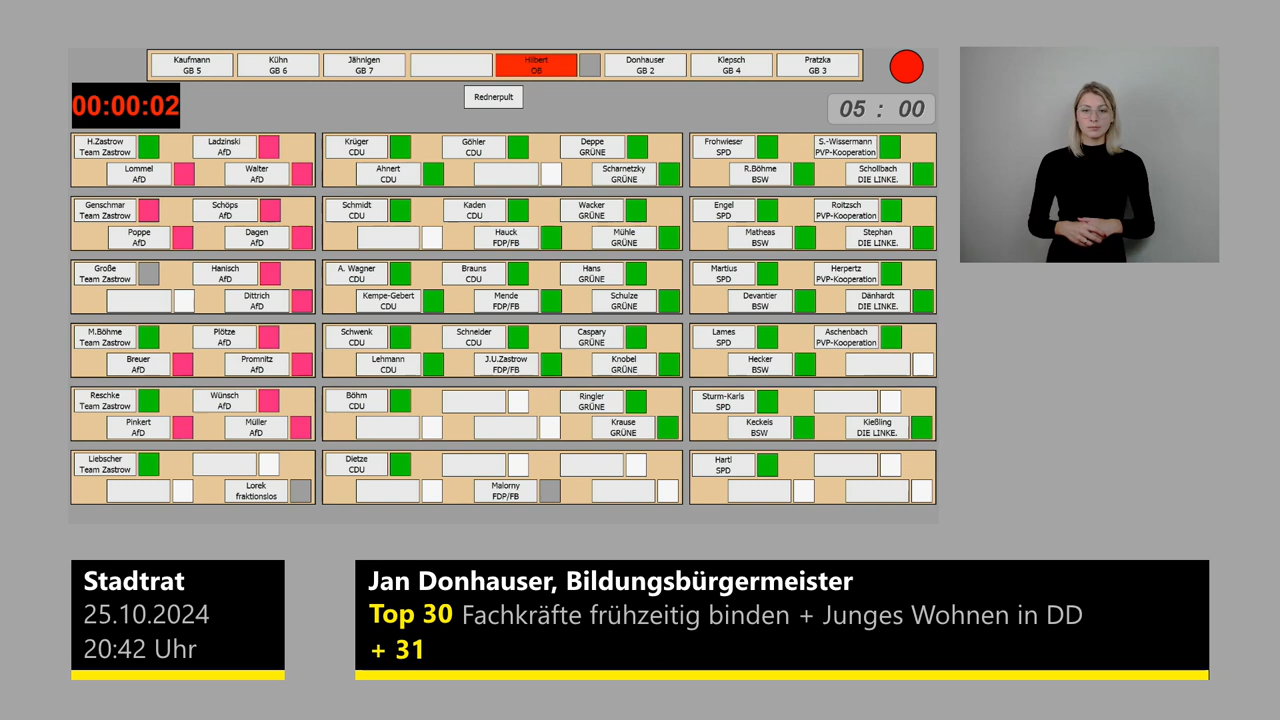 Kaufmann
GB 5
Kühn
GB 6
Jähnigen
GB 7
Hilbert
OB
Donhauser
GB 2
Klepsch
GB 4
Pratzka
GB 3
00:00:02
Rednerpult
05 : 00
H.Zastrow
Team Zastrow
Ladzinski
AfD
Lommel
AfD
Walter
AfD
Krüger
CDU
Göhler
CDU
Deppe
GRÜNE
Ahnert
CDU
Scharnetzky
GRÜNE
Frohwieser
SPD
S.-Wissermann
PVP-Kooperation
R.Böhme
BSW
Schollbach
DIE LINKE.
Genschmar
Team Zastrow
Schöps
AfD
Poppe
AfD
Dagen
AfD
Schmidt
CDU
Kaden
CDU
Wacker
GRÜNE
Hauck
FDP/FB
Mühle
GRÜNE
Engel
SPD
Roitzsch
PVP-Kooperation
Matheas
BSW
Stephan
DIE LINKE.
Große
Team Zastrow
Hanisch
AfD
Dittrich
AfD
A. Wagner
CDU
Brauns
CDU
Hans
GRÜNE
Kempe-Gebert
CDU
Mende
FDP/FB
Schulze
GRÜNE
Martius
SPD
Herpertz
PVP-Kooperation
Devantier
BSW
Dänhardt
DIE LINKE.
M.Böhme
Team Zastrow
Plötze
AfD
Breuer
AfD
Promnitz
AfD
Schwenk
CDU
Schneider
CDU
Caspary
GRÜNE
Lehmann
CDU
J.U.Zastrow
FDP/FB
Knobel
GRÜNE
Lames
SPD
Aschenbach
PVP-Kooperation
Hecker
BSW
Reschke
Team Zastrow
Wünsch
AfD
Pinkert
AfD
Müller
AfD
Böhm
CDU
Ringler
GRÜNE
Krause
GRÜNE
Sturm-Karls
SPD
Keckeis
BSW
Kießling
DIE LINKE.
Liebscher
Team Zastrow
Lorek
fraktionslos
Dietze
CDU
Malorny
FDP/FB
Hartl
SPD
Stadtrat
25.10.2024
20:42 Uhr
Jan Donhauser, Bildungsbürgermeister
Top 30 Fachkräfte frühzeitig binden + Junges Wohnen in DD
+ 31